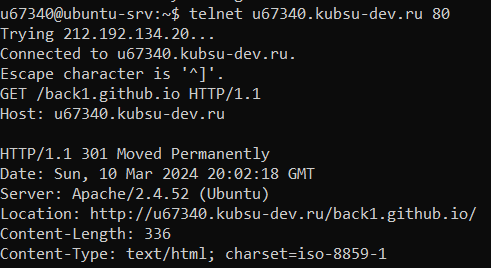 u67340@ubuntu-srv:~$ telnet u67340.kubsu-dev.ru 80
Trying 212.192.134.20...
Connected to u67340.kubsu-dev.ru.
Escape character is '^]'.
GET /back1.github.io HTTP/1.1
Host: u67340.kubsu-dev.ru

HTTP/1.1 301 Moved Permanently
Date: Sun, 10 Mar 2024 20:02:18 GMT
Server: Apache/2.4.52 (Ubuntu)
Location: http://u67340.kubsu-dev.ru/back1.github.io/
Content-Length: 336
Content-Type: text/html; charset=iso-8859-1